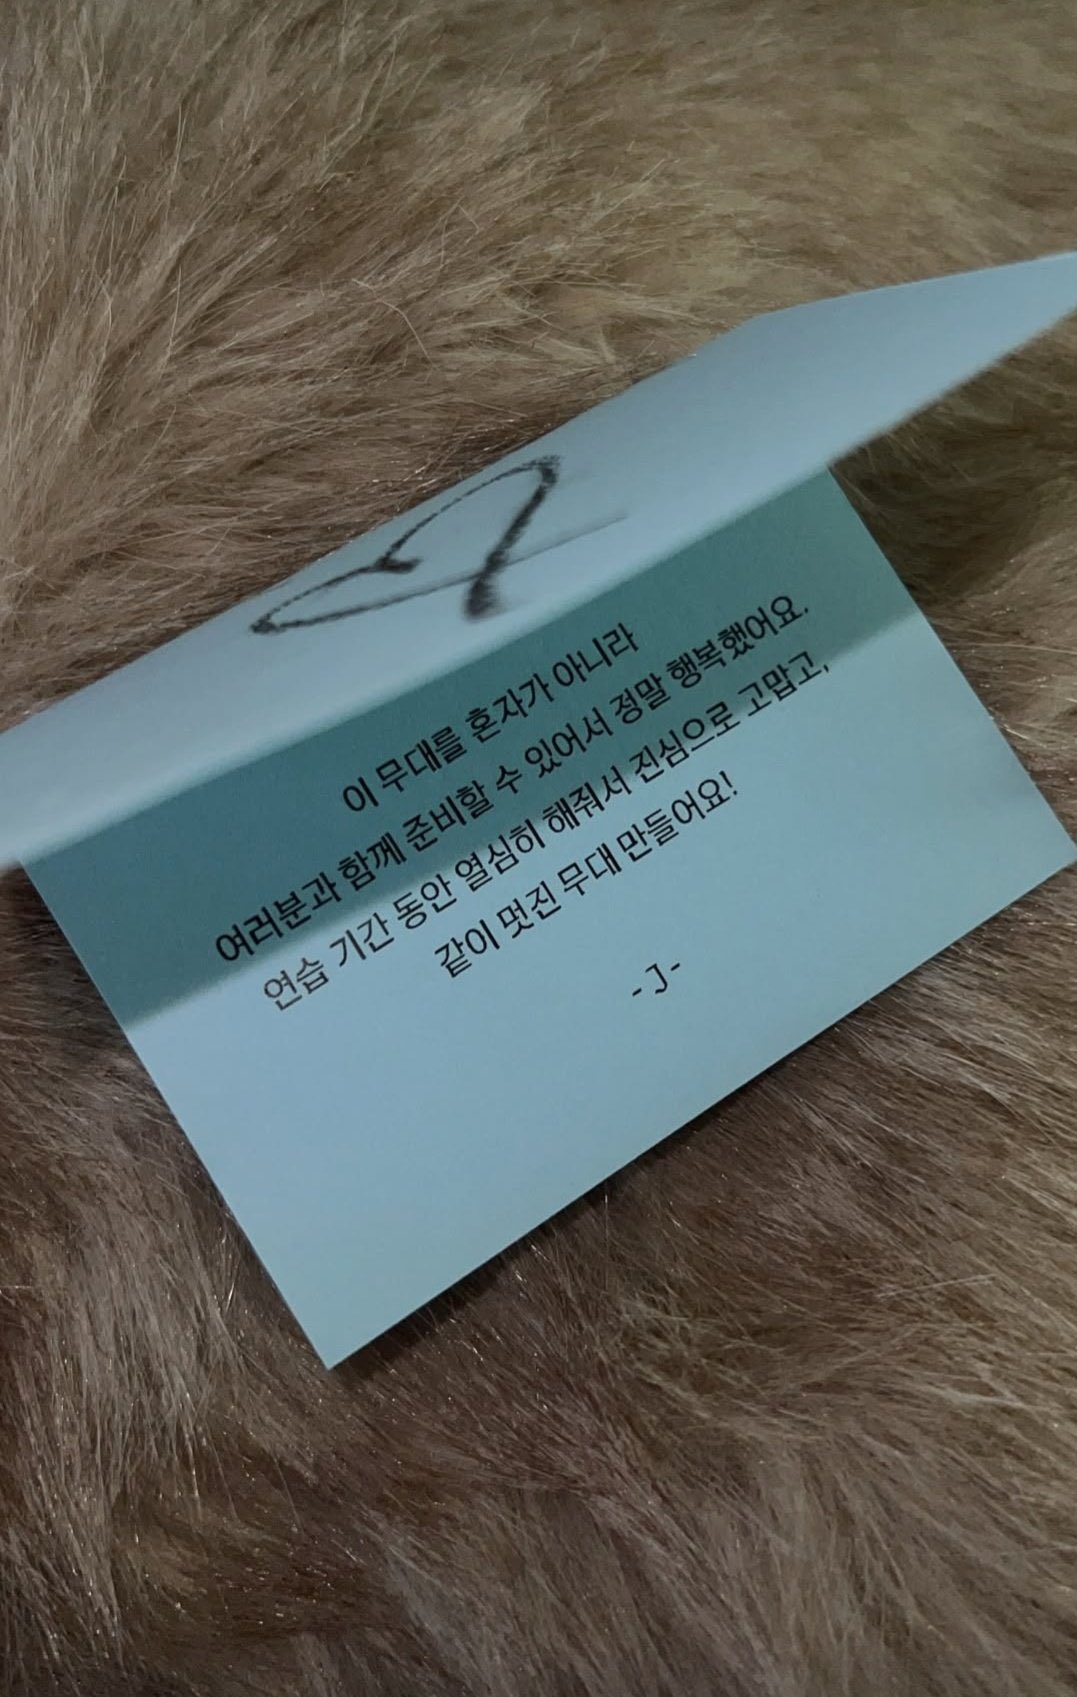 이 무대를 혼자가 아니라
여러분과 함께 준비할 수 있어서 정말 행복했어요.
연습 기간 동안 열심히 해줘서 진심으로 고맙고,
같이 멋진 무대 만들어요!
-J-